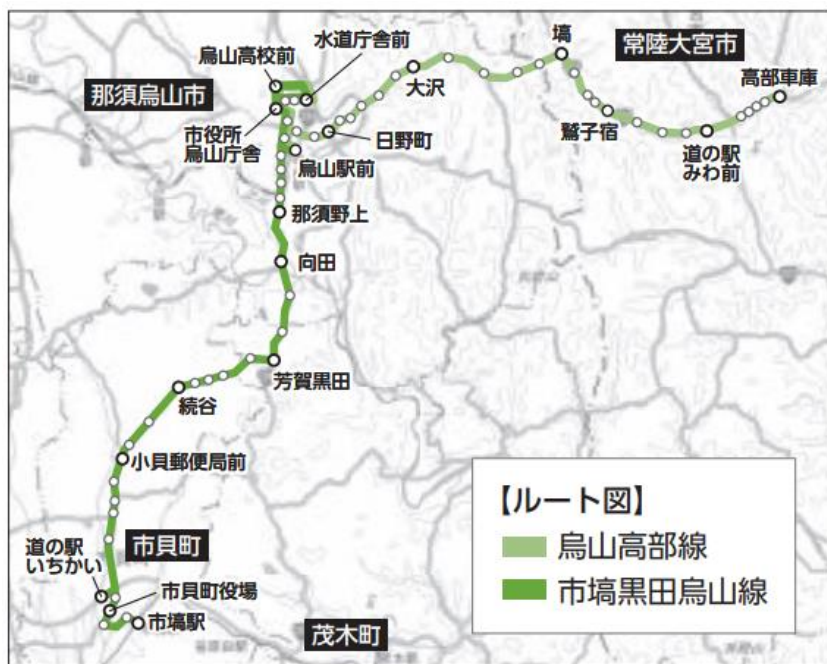 烏山高校前
水道庁舎前
塙
常陸大宮市
那須烏山市
大沢
高部車庫
市役所
烏山庁舎
日野町
鷲子宿
烏山駅前
道の駅
みわ前
那須野上
向田
芳賀黒田
続谷
小貝郵便局前
【ルート図】
烏山高部線
市塙黒田烏山線
道の駅
いちかい
市貝町
市貝町役場
市塙駅
茂木町